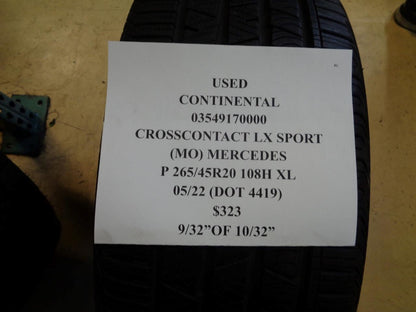 USED
CONTINENTAL
03549170000
CROSSCONTACT LX SPORT
(MO) MERCEDES
P 265/45R20 108H XL
05/22 (DOT 4419)
$323
9/32”OF 10/32”